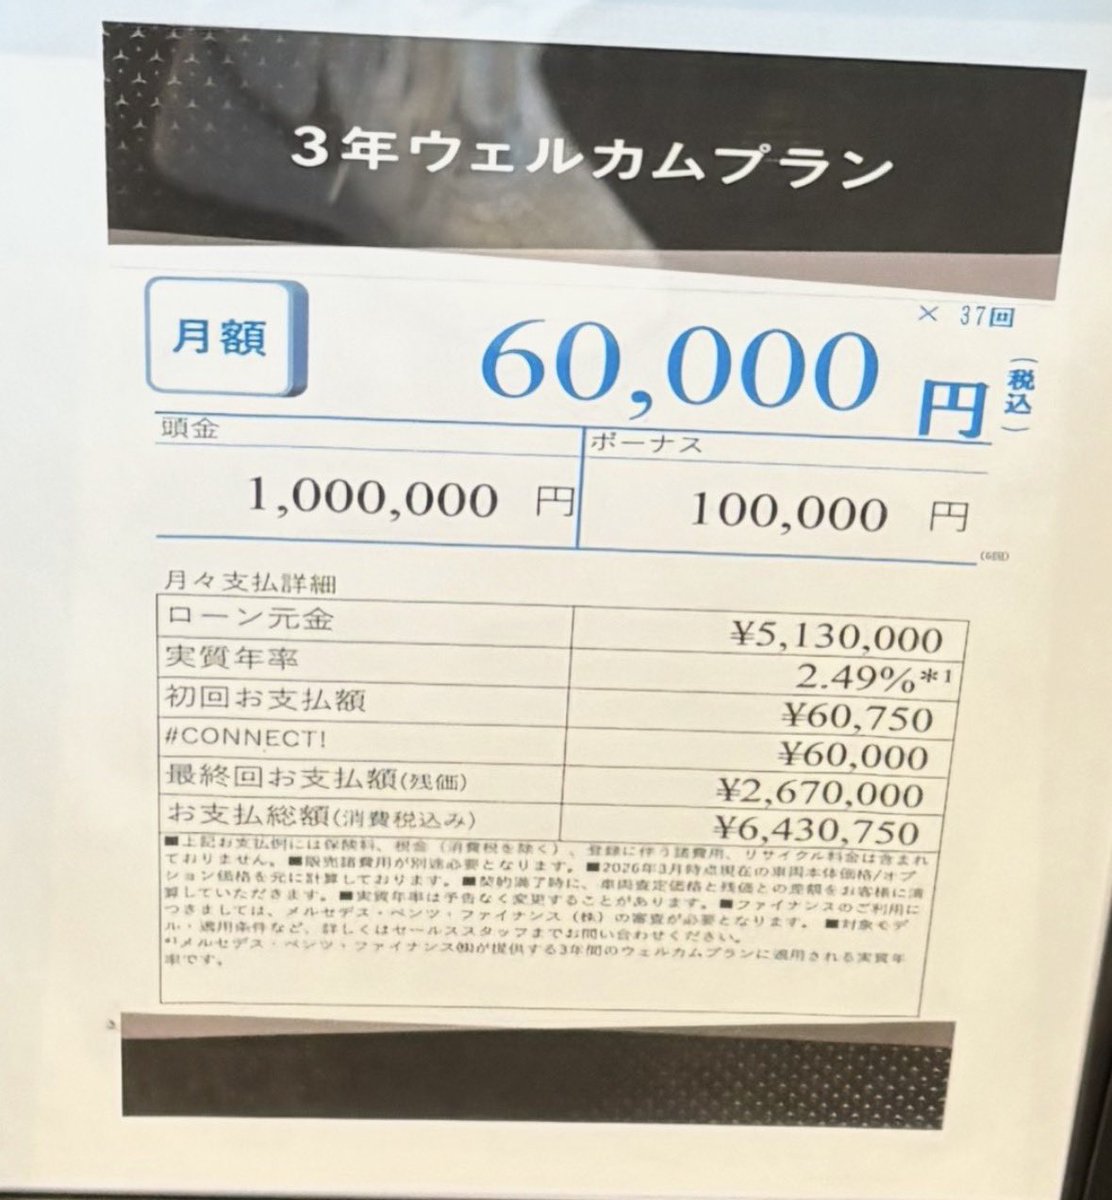 3年ウェルカムプラン
月額
60,000円
× 37回
(税込)
頭金
1,000,000 円
ボーナス
100,000 円
(6回)
月々支払詳細
ローン元金 ¥5,130,000
実質年率 2.49%*1
初回お支払額 ¥60,750
#CONNECT! ¥60,000
最終回お支払額(残価) ¥2,670,000
お支払総額(消費税込み) ¥6,430,750
■上記お支払例には保険料、税金(消費税を除く)、登録に伴う諸費用、リサイクル料金は含まれ
ておりません。■販売諸費用が別途必要となります。■2026年3月時点現在の車両本体価格/オプ
ション価格を元に計算しております。■契約満了時に、車両査定価格と残価との差額をお客様に清
算していただきます。■実質年率は予告なく変更することがあります。■ファイナンスのご利用に
つきましては、メルセデス・ベンツ・ファイナンス(株)の審査が必要となります。■対象モデ
ル・適用条件など、詳しくはセールススタッフまでお問い合わせください。
*1メルセデス・ベンツ・ファイナンス㈱が提供する3年間のウェルカムプランに適用される実質年
率です。